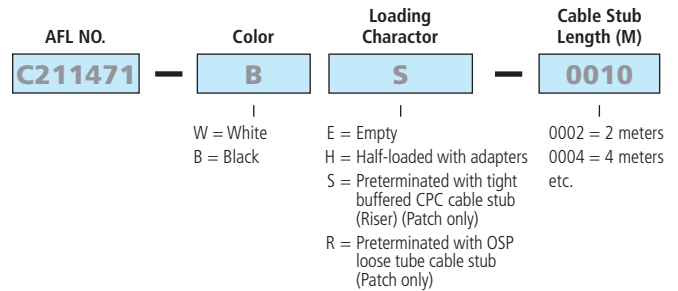 AFL NO.
Color
Loading
Charactor
Cable Stub
Length (M)
C211471 – B S – 0010
W = White
B = Black
E = Empty
H = Half-loaded with adapters
S = Preterminated with tight
buffered CPC cable stub
(Riser) (Patch only)
R = Preterminated with OSP
loose tube cable stub
(Patch only)
0002 = 2 meters
0004 = 4 meters
etc.